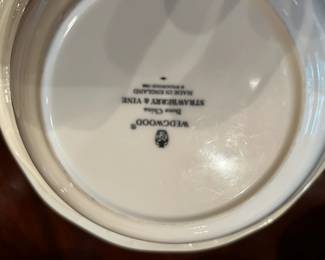 WEDGWOOD®
Bone China
STRAWBERRY & VINE
MADE IN ENGLAND